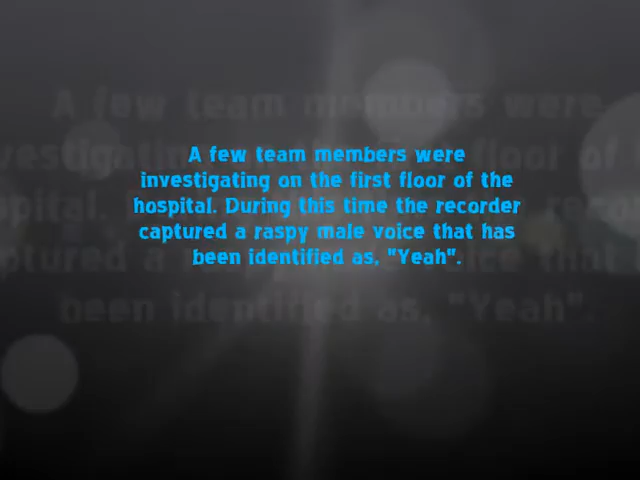 A few team members were
investigating on the first floor of the
hospital. During this time the recorder
captured a raspy male voice that has
been identified as, "Yeah".